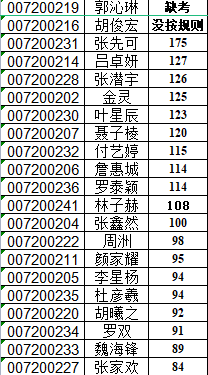 007200219 郭沁琳 缺考
007200216 胡俊宏 没按规则
007200231 张先可 175
007200214 吕卓妍 127
007200228 张潜宇 126
007200202 金灵 125
007200230 叶星辰 123
007200207 聂子棱 120
007200232 付艺婷 115
007200206 詹惠城 114
007200236 罗泰颖 114
007200241 林子赫 108
007200204 张鑫然 100
007200222 周洲 98
007200211 颜家耀 95
007200205 李星杨 94
007200235 杜彦羲 94
007200220 胡曦之 92
007200234 罗双 91
007200233 魏海锋 89
007200227 张家欢 84